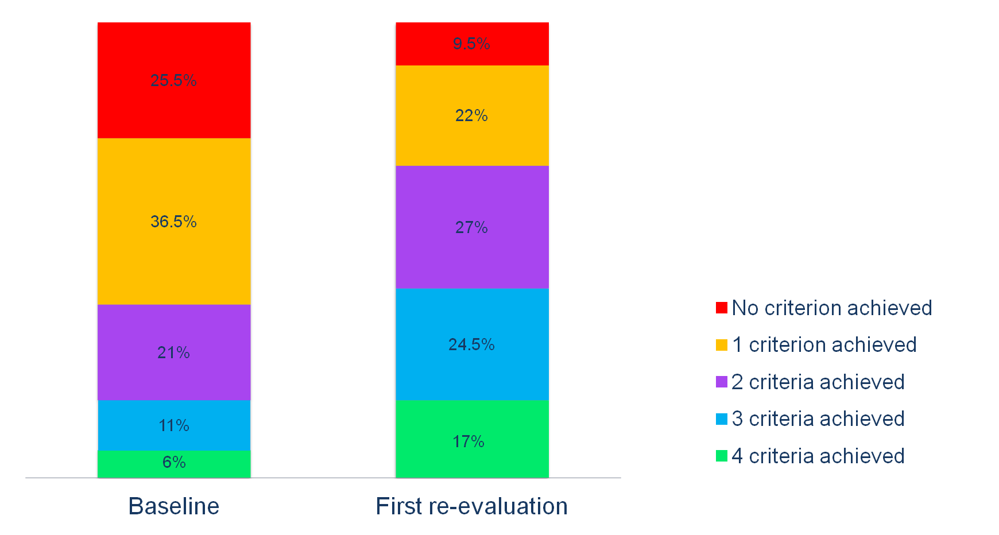 25.5%
36.5%
21%
11%
6%
9.5%
22%
27%
24.5%
17%
Baseline
First re-evaluation
No criterion achieved
1 criterion achieved
2 criteria achieved
3 criteria achieved
4 criteria achieved